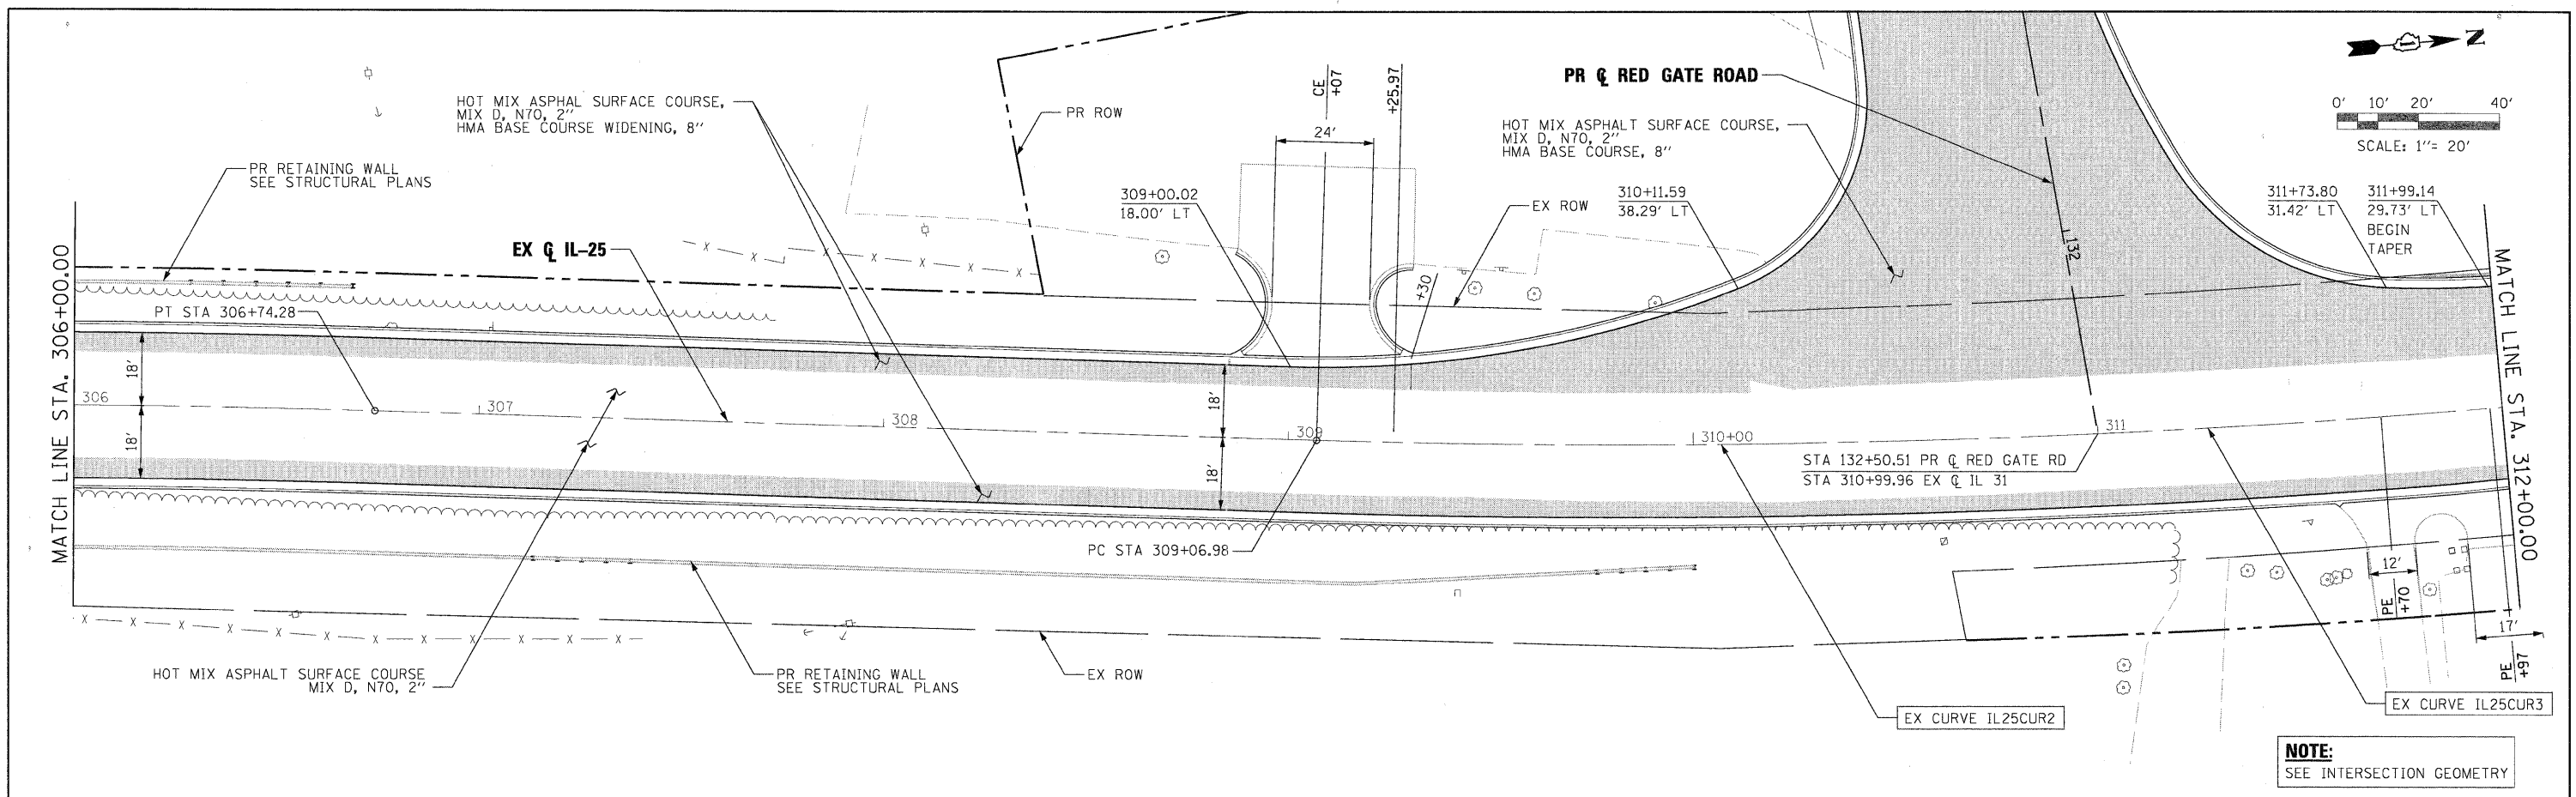 HOT MIX ASPHAL SURFACE COURSE,
MIX D, N70, 2''
HMA BASE COURSE WIDENING, 8''
PR ROW
CE
+07
+25.97
24'
PR ℄ RED GATE ROAD
HOT MIX ASPHALT SURFACE COURSE,
MIX D, N70, 2''
HMA BASE COURSE, 8''
N
0' 10' 20' 40'
SCALE: 1''= 20'
PR RETAINING WALL
SEE STRUCTURAL PLANS
309+00.02
18.00' LT
EX ROW
310+11.59
38.29' LT
311+73.80
31.42' LT
311+99.14
29.73' LT
BEGIN
TAPER
132
EX ℄ IL-25
+30
MATCH LINE STA. 306+00.00
MATCH LINE STA. 312+00.00
PT STA 306+74.28
18'
18'
18'
18'
306
307
308
309
310+00
311
STA 132+50.51 PR ℄ RED GATE RD
STA 310+99.96 EX ℄ IL 31
PC STA 309+06.98
12'
PE
+70
17'
PE
+97
X X X X X X
X X X X X X X X X X X X
HOT MIX ASPHALT SURFACE COURSE
MIX D, N70, 2''
PR RETAINING WALL
SEE STRUCTURAL PLANS
EX ROW
EX CURVE IL25CUR2
EX CURVE IL25CUR3
NOTE:
SEE INTERSECTION GEOMETRY